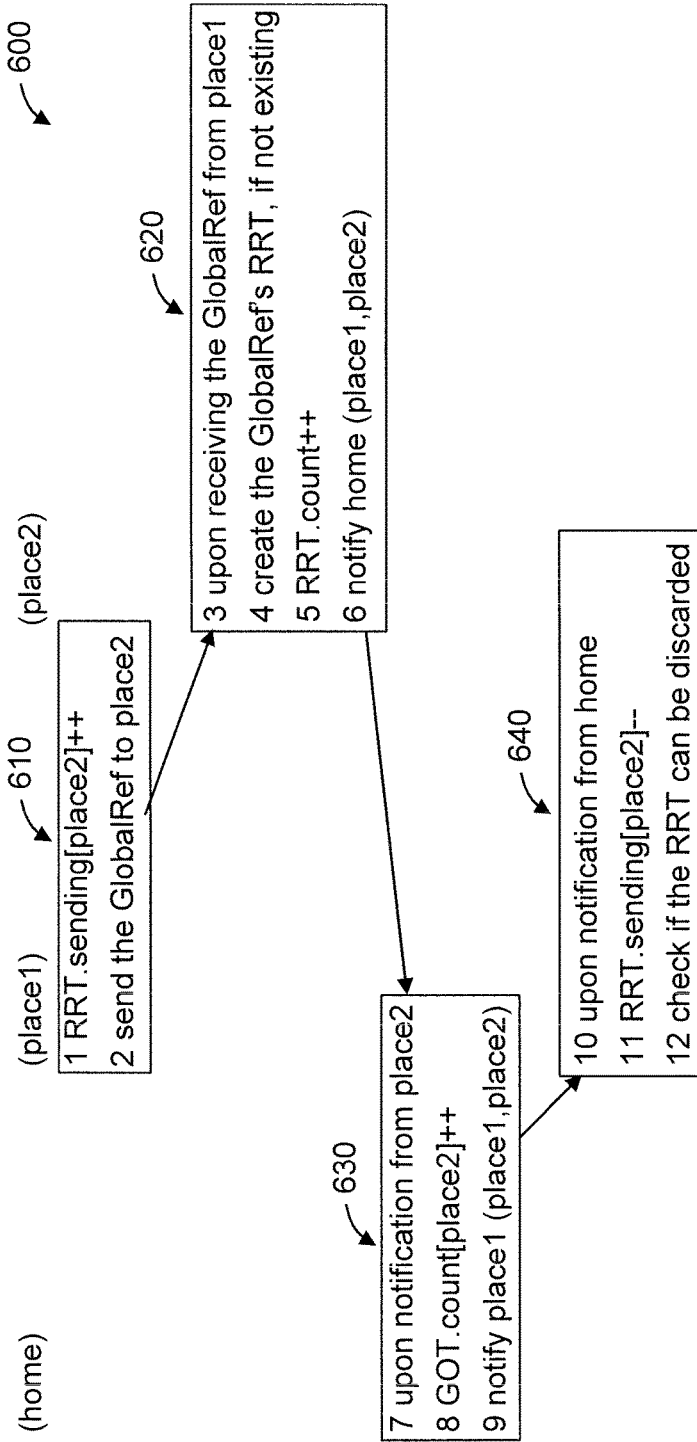 600
(home)
(place1)
(place2)
610
1 RRT.sending[place2]++
2 send the GlobalRef to place2
620
3 upon receiving the GlobalRef from place1
4 create the GlobalRef's RRT, if not existing
5 RRT.count++
6 notify home (place1,place2)
630
7 upon notification from place2
8 GOT.count[place2]++
9 notify place1 (place1,place2)
640
10 upon notification from home
11 RRT.sending[place2]--
12 check if the RRT can be discarded